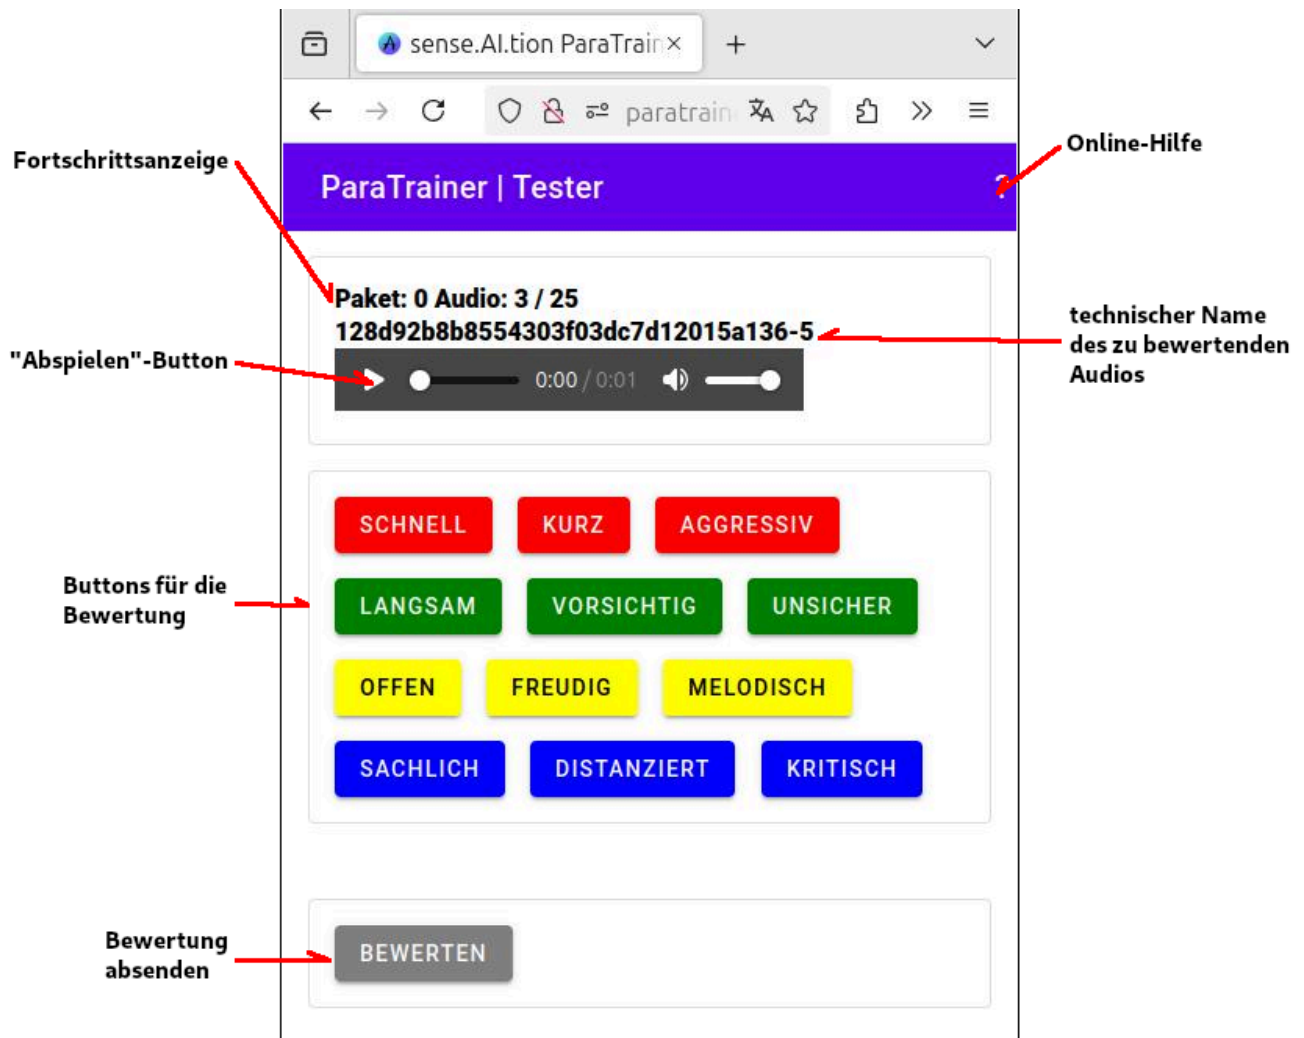 sense.AI.tion ParaTrain
paratrain
Fortschrittsanzeige
Online-Hilfe
ParaTrainer | Tester
?
Paket: 0 Audio: 3 / 25
128d92b8b8554303f03dc7d12015a136-5
technischer Name
des zu bewertenden
Audios
"Abspielen"-Button
0:00 / 0:01
SCHNELL KURZ AGGRESSIV
Buttons für die
Bewertung
LANGSAM VORSICHTIG UNSICHER
OFFEN FREUDIG MELODISCH
SACHLICH DISTANZIERT KRITISCH
Bewertung
absenden
BEWERTEN